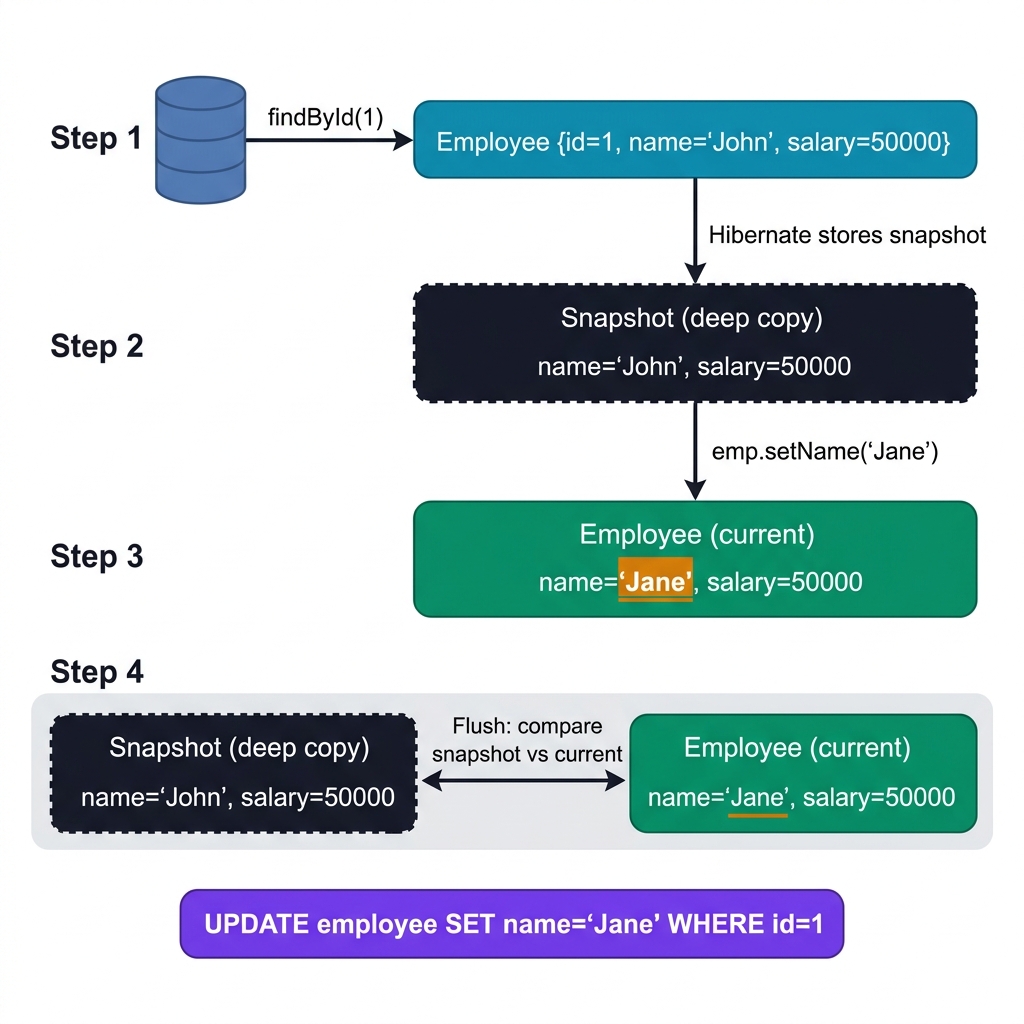 Step 1
findById(1)
Employee {id=1, name=‘John’, salary=50000}
Hibernate stores snapshot
Step 2
Snapshot (deep copy)
name=‘John’, salary=50000
emp.setName(‘Jane’)
Step 3
Employee (current)
name=‘Jane’, salary=50000
Step 4
Snapshot (deep copy)
name=‘John’, salary=50000
Flush: compare
snapshot vs current
Employee (current)
name=‘Jane’, salary=50000
UPDATE employee SET name=‘Jane’ WHERE id=1